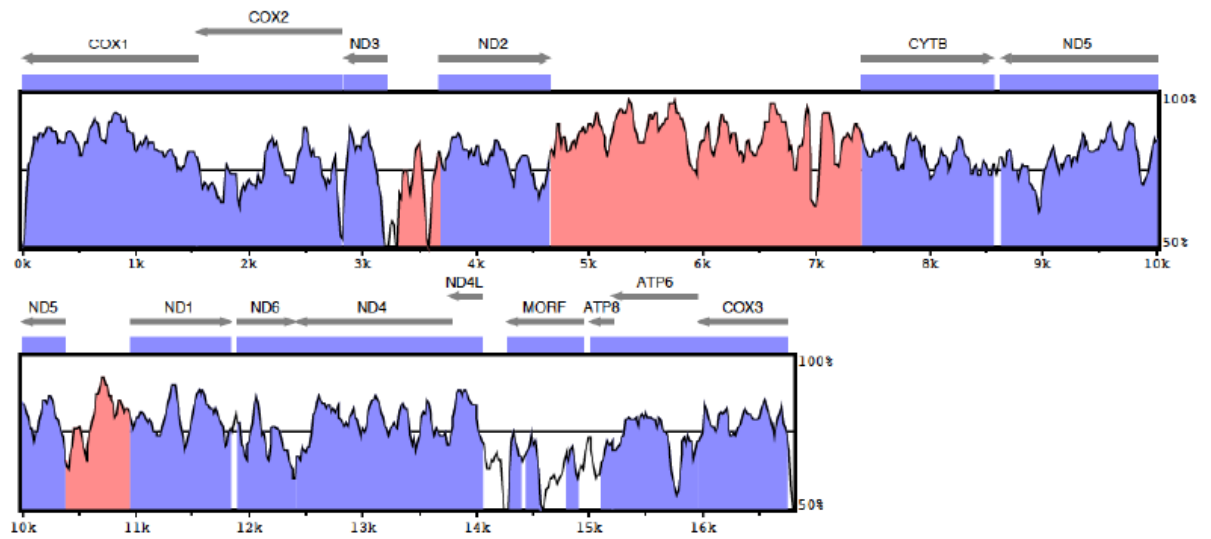 COX2
COX1 ND3 ND2 CYTB ND5
100%
50%
0k 1k 2k 3k 4k 5k 6k 7k 8k 9k 10k
ND4L ATP6
ND5 ND1 ND6 ND4 MORF ATP8 COX3
100%
50%
10k 11k 12k 13k 14k 15k 16k